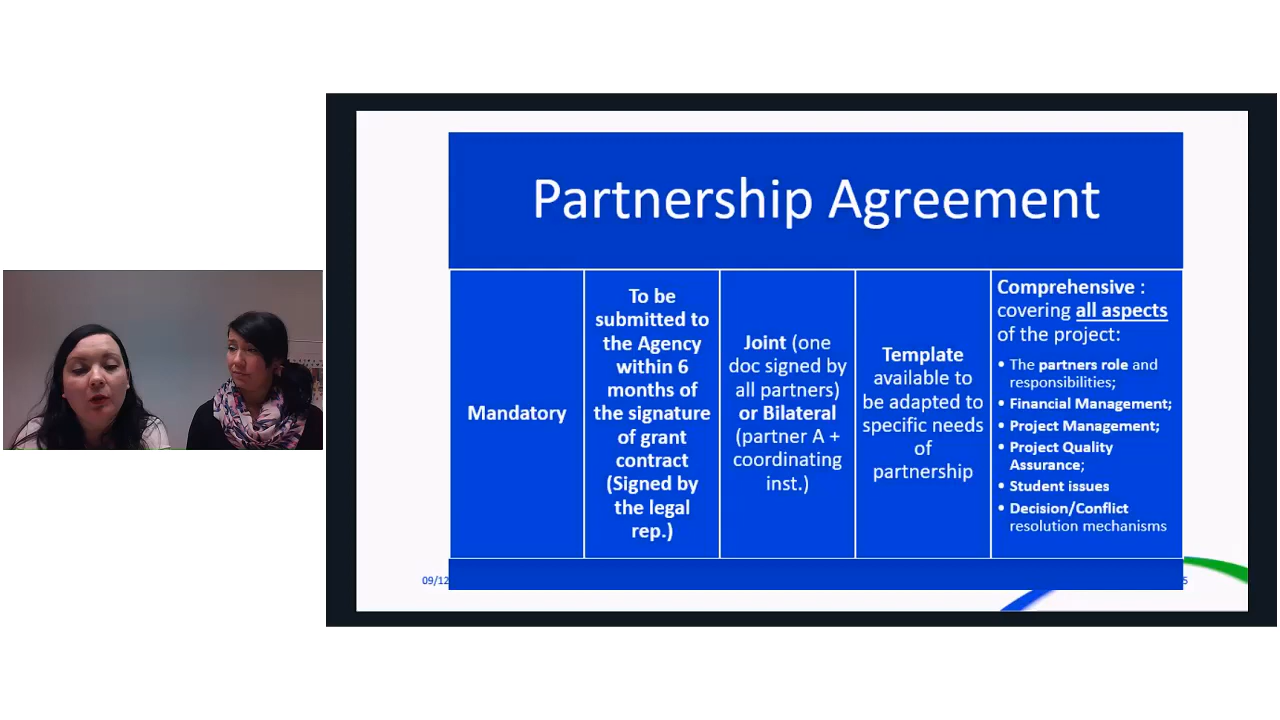 Partnership Agreement
Mandatory
To be
submitted to
the Agency
within 6
months of
the signature
of grant
contract
(Signed by
the legal
rep.)
Joint (one
doc signed by
all partners)
or Bilateral
(partner A +
coordinating
inst.)
Template
available to
be adapted to
specific needs
of
partnership
Comprehensive :
covering all aspects
of the project:
• The partners role and
responsibilities;
• Financial Management;
• Project Management;
• Project Quality
Assurance;
• Student issues
• Decision/Conflict
resolution mechanisms
09/12
5